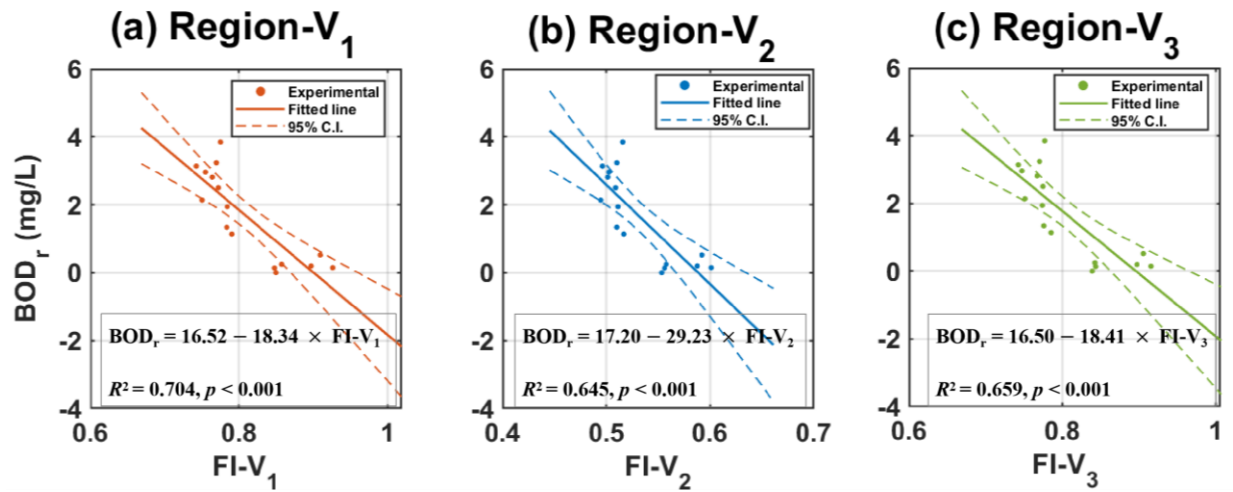 (a) Region-V₁
6
4
2
0
-2
-4
BODᵣ (mg/L)
Experimental
Fitted line
95% C.I.
BODᵣ = 16.52 − 18.34 × FI-V₁
R² = 0.704, p < 0.001
0.6 0.8 1
FI-V₁
(b) Region-V₂
6
4
2
0
-2
-4
Experimental
Fitted line
95% C.I.
BODᵣ = 17.20 − 29.23 × FI-V₂
R² = 0.645, p < 0.001
0.4 0.5 0.6 0.7
FI-V₂
(c) Region-V₃
6
4
2
0
-2
-4
Experimental
Fitted line
95% C.I.
BODᵣ = 16.50 − 18.41 × FI-V₃
R² = 0.659, p < 0.001
0.6 0.8 1
FI-V₃